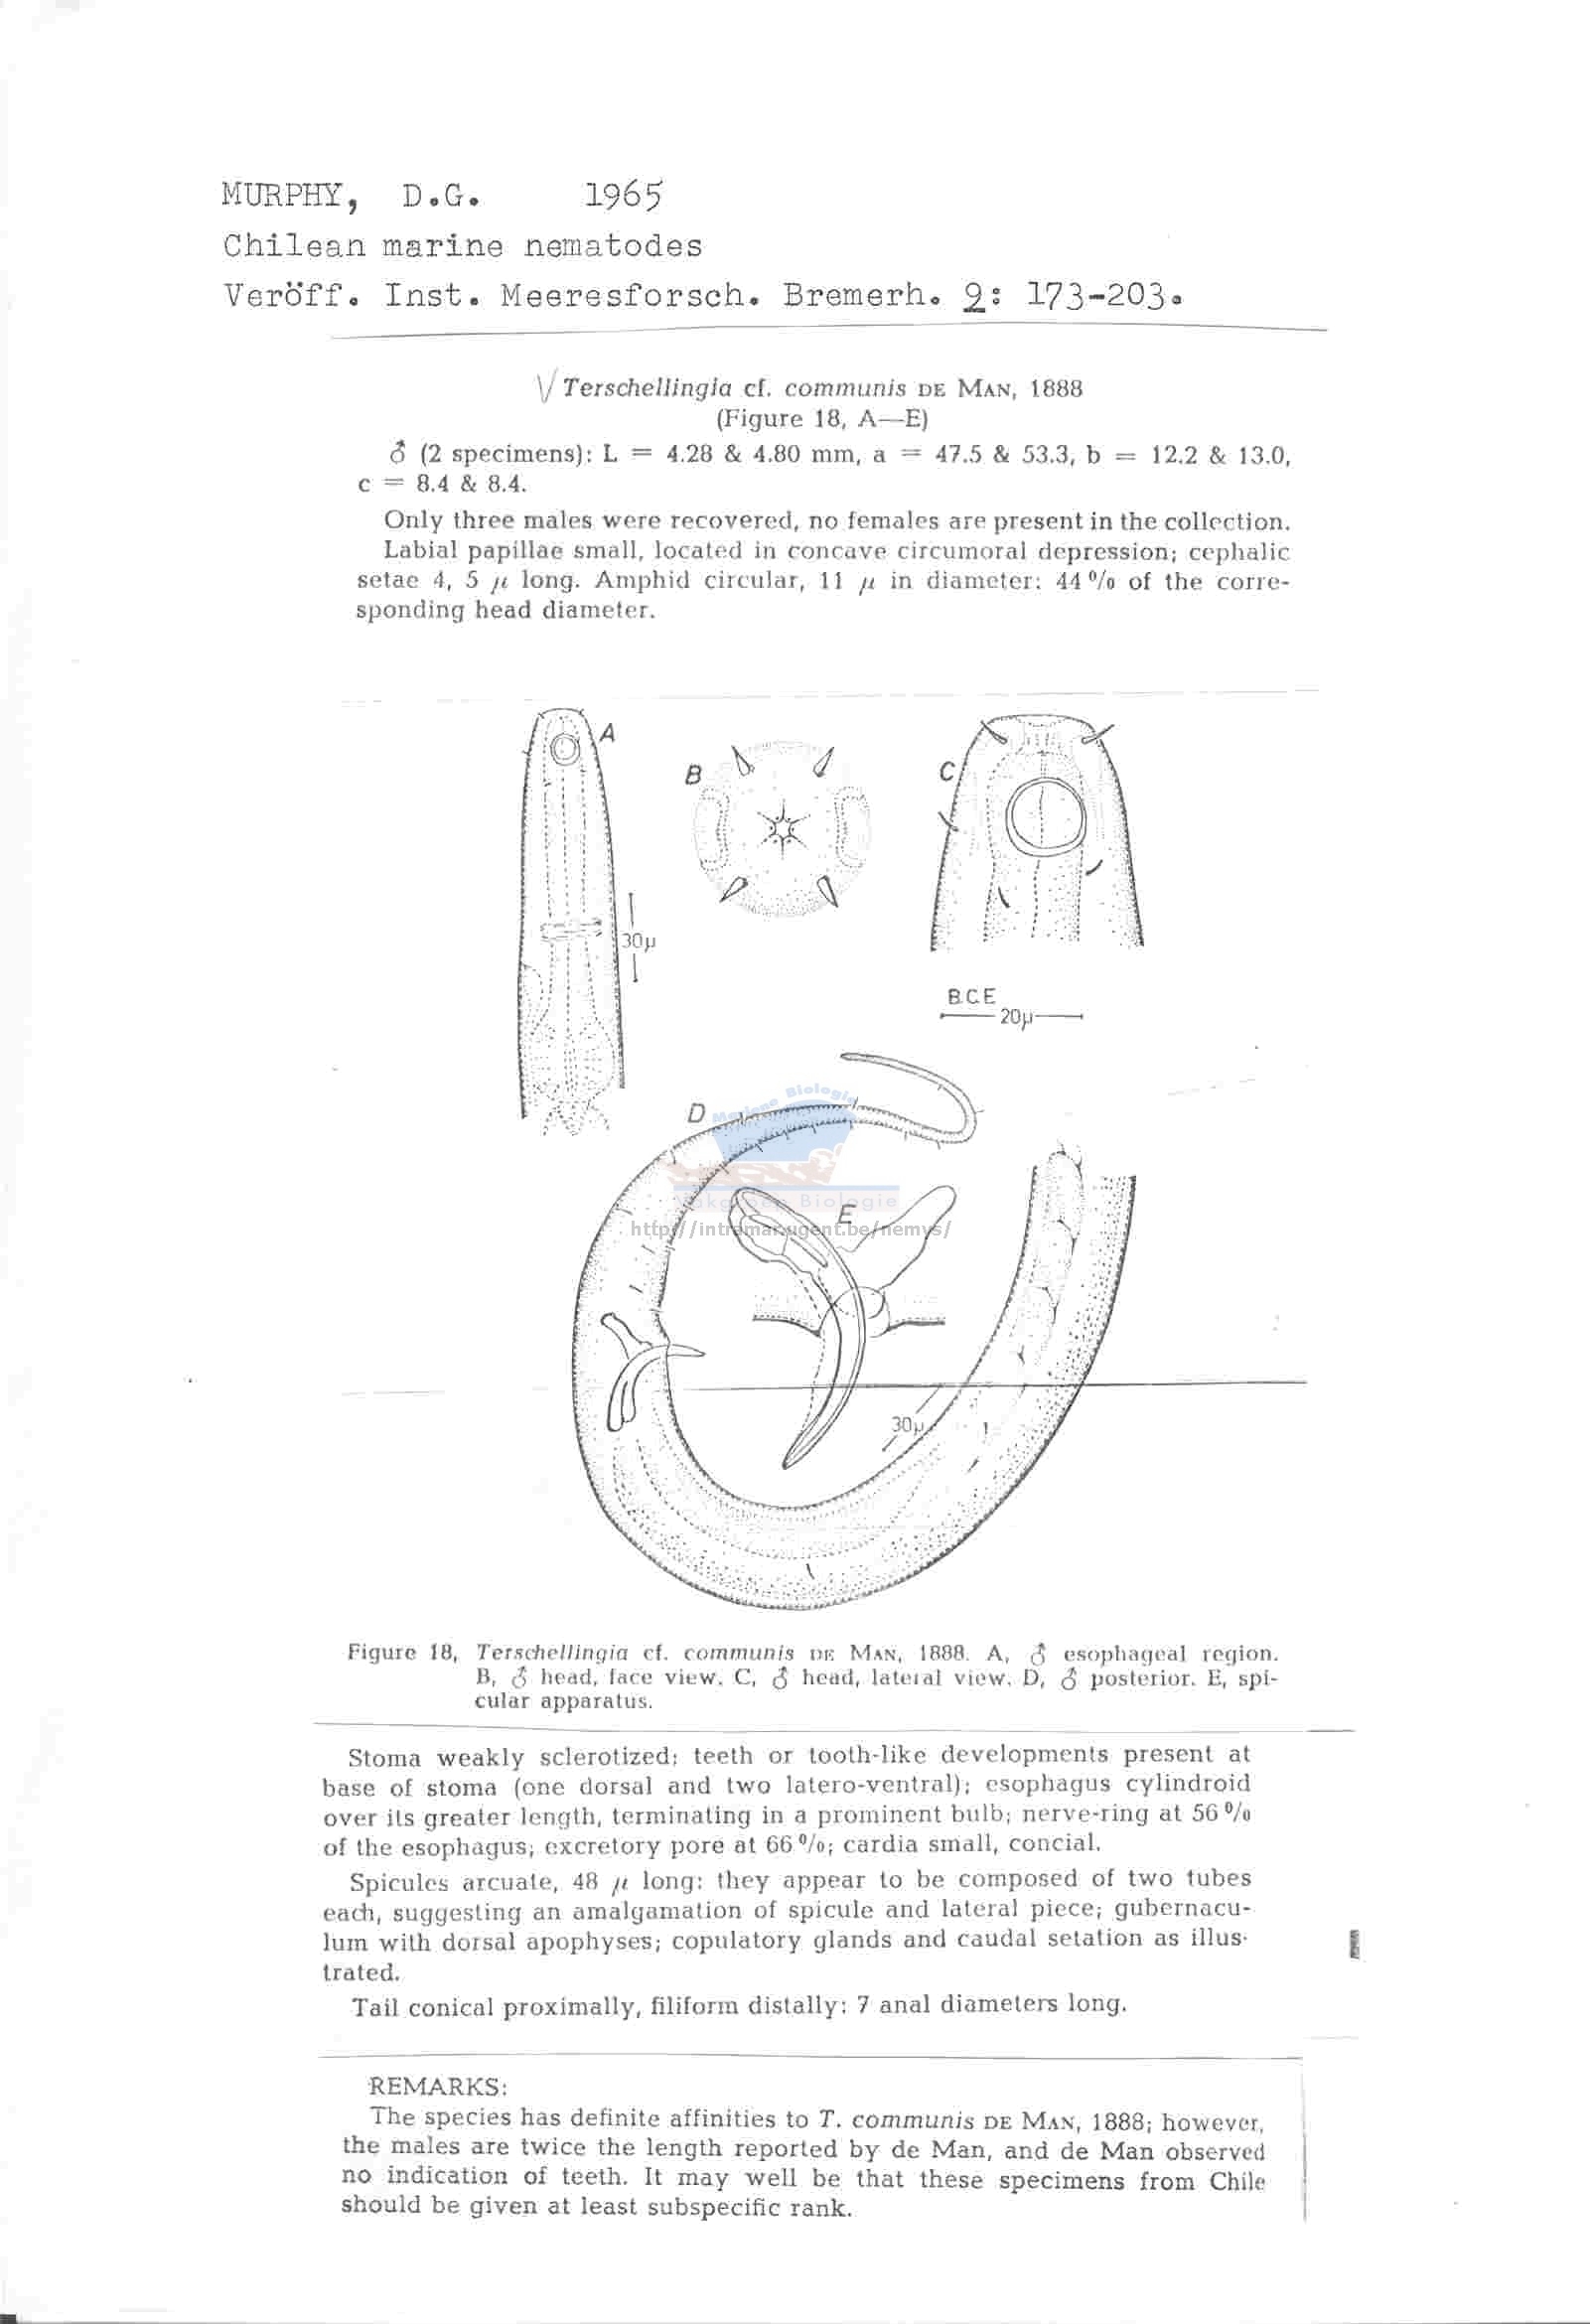 MURPHY, D.G. 1965
Chilean marine nematodes
Veröff. Inst. Meeresforsch. Bremerh. 9: 173-203.
Terschellingia cf. communis DE MAN, 1888
(Figure 18, A—E)
♂ (2 specimens): L = 4.28 & 4.80 mm, a = 47.5 & 53.3, b = 12.2 & 13.0,
c = 8.4 & 8.4.
Only three males were recovered, no females are present in the collection.
Labial papillae small, located in concave circumoral depression; cephalic
setae 4, 5 μ long. Amphid circular, 11 μ in diameter: 44 % of the corre-
sponding head diameter.
A
B
C
30μ
B.C.E
20μ
D
Mariene Biologie
Biologie
E
http://intramar.ugent.be/nemys/
30μ
Figure 18, Terschellingia cf. communis DE MAN, 1888. A, ♂ esophageal region.
B, ♂ head, face view. C, ♂ head, lateral view. D, ♂ posterior. E, spi-
cular apparatus.
Stoma weakly sclerotized; teeth or tooth-like developments present at
base of stoma (one dorsal and two latero-ventral); esophagus cylindroid
over its greater length, terminating in a prominent bulb; nerve-ring at 56 %
of the esophagus; excretory pore at 66 %; cardia small, concial.
Spicules arcuate, 48 μ long: they appear to be composed of two tubes
each, suggesting an amalgamation of spicule and lateral piece; gubernacu-
lum with dorsal apophyses; copulatory glands and caudal setation as illus-
trated.
Tail conical proximally, filiform distally; 7 anal diameters long.
REMARKS:
The species has definite affinities to T. communis DE MAN, 1888; however,
the males are twice the length reported by de Man, and de Man observed
no indication of teeth. It may well be that these specimens from Chile
should be given at least subspecific rank.